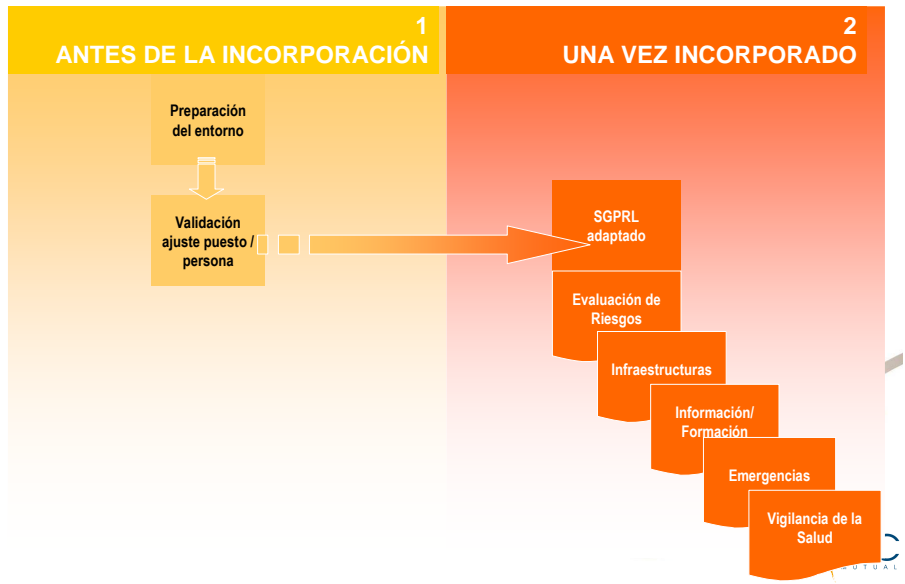 1
ANTES DE LA INCORPORACIÓN
2
UNA VEZ INCORPORADO
Preparación
del entorno
Validación
ajuste puesto /
persona
SGPRL
adaptado
Evaluación de
Riesgos
Infraestructuras
Información/
Formación
Emergencias
Vigilancia de la
Salud